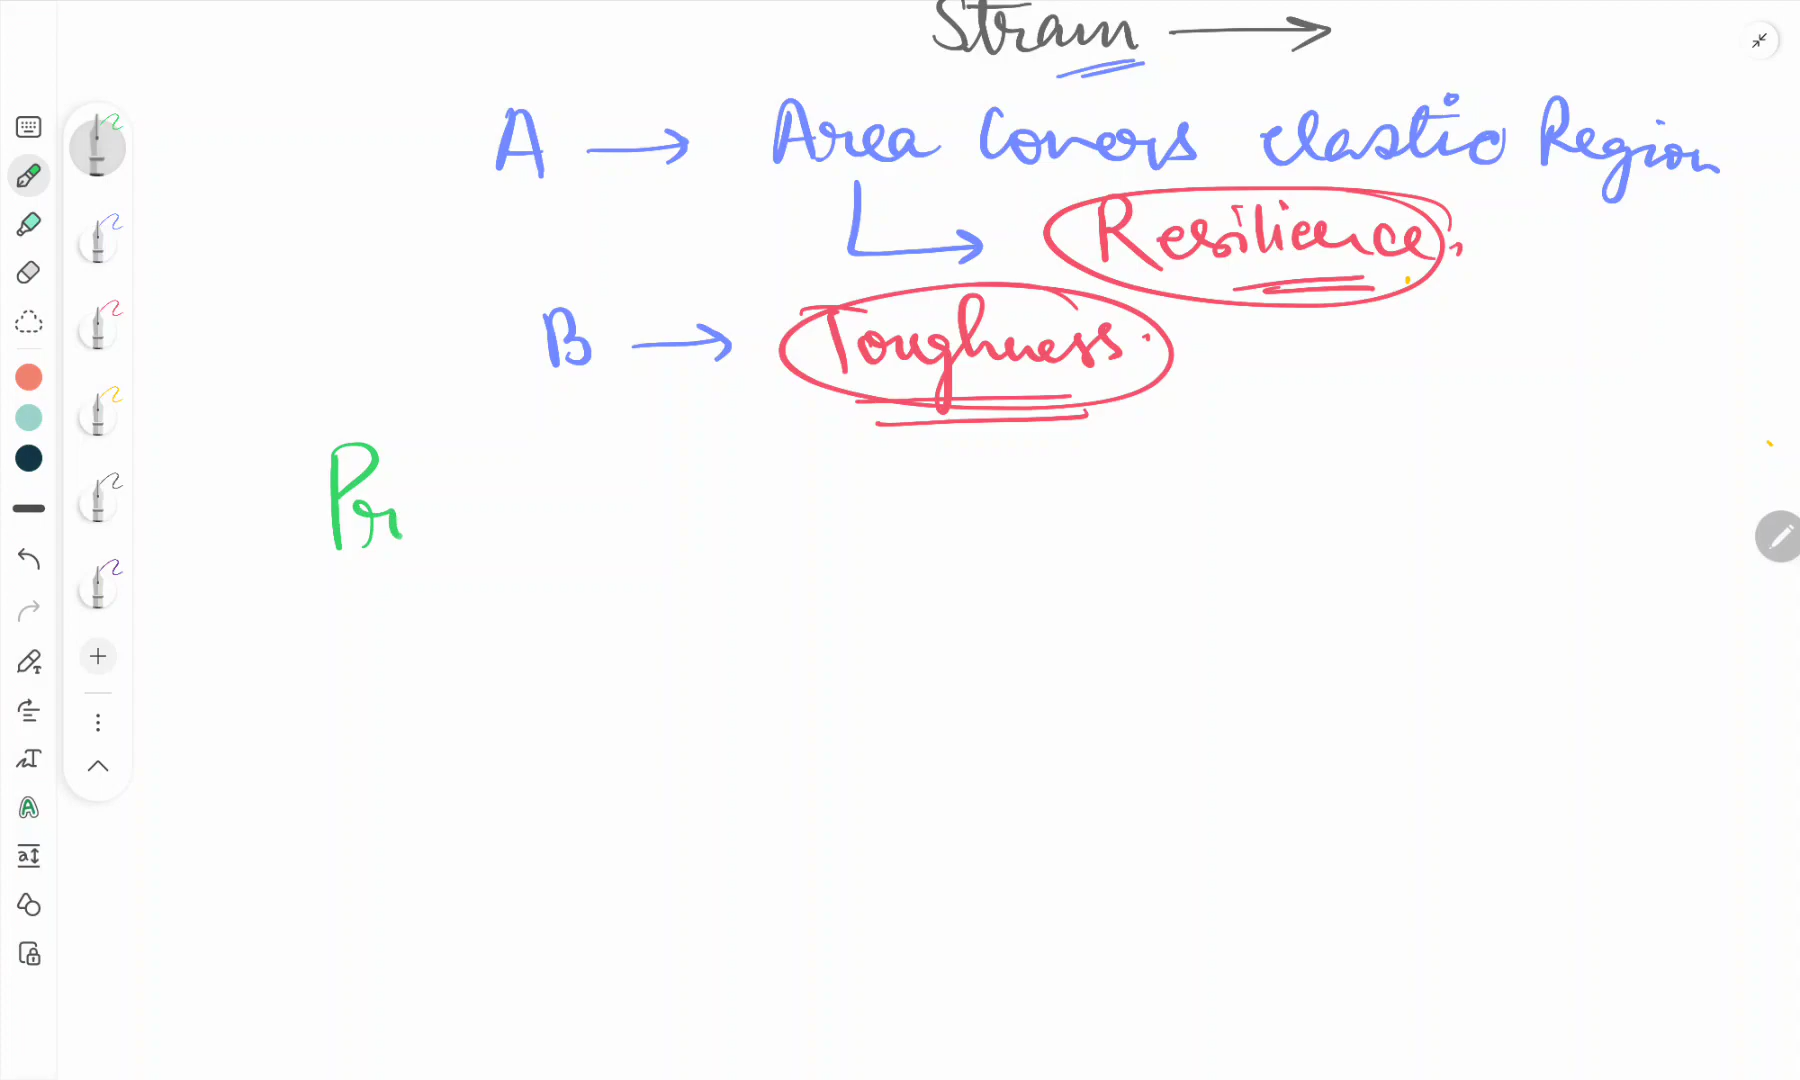 Strain →
A → Area Covers elastic Region
Resilience,
B → Toughness.
Pr